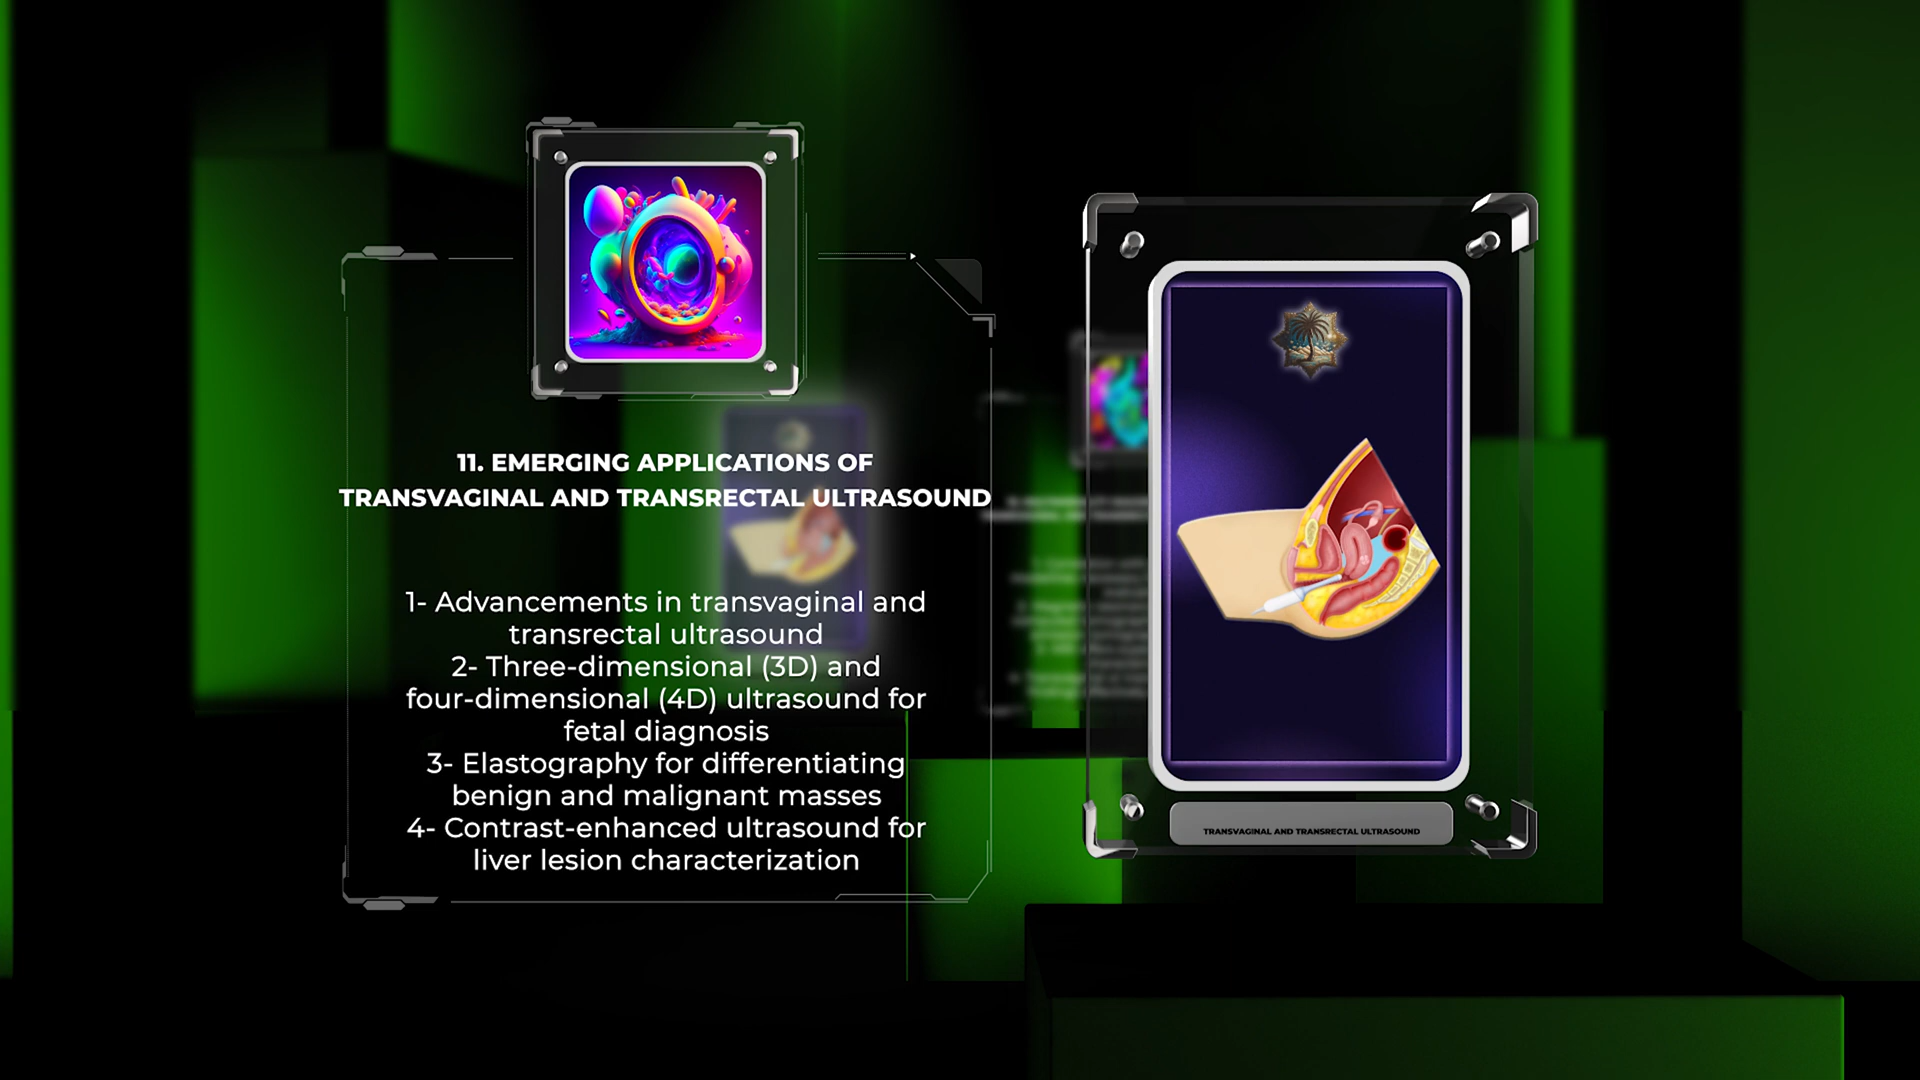 11. EMERGING APPLICATIONS OF
TRANSVAGINAL AND TRANSRECTAL ULTRASOUND
1- Advancements in transvaginal and
transrectal ultrasound
2- Three-dimensional (3D) and
four-dimensional (4D) ultrasound for
fetal diagnosis
3- Elastography for differentiating
benign and malignant masses
4- Contrast-enhanced ultrasound for
liver lesion characterization
TRANSVAGINAL AND TRANSRECTAL ULTRASOUND